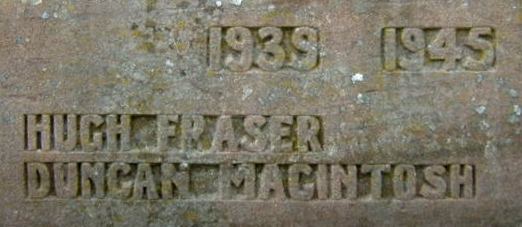 1939 1945
HUGH FRASER
DUNCAN MACINTOSH